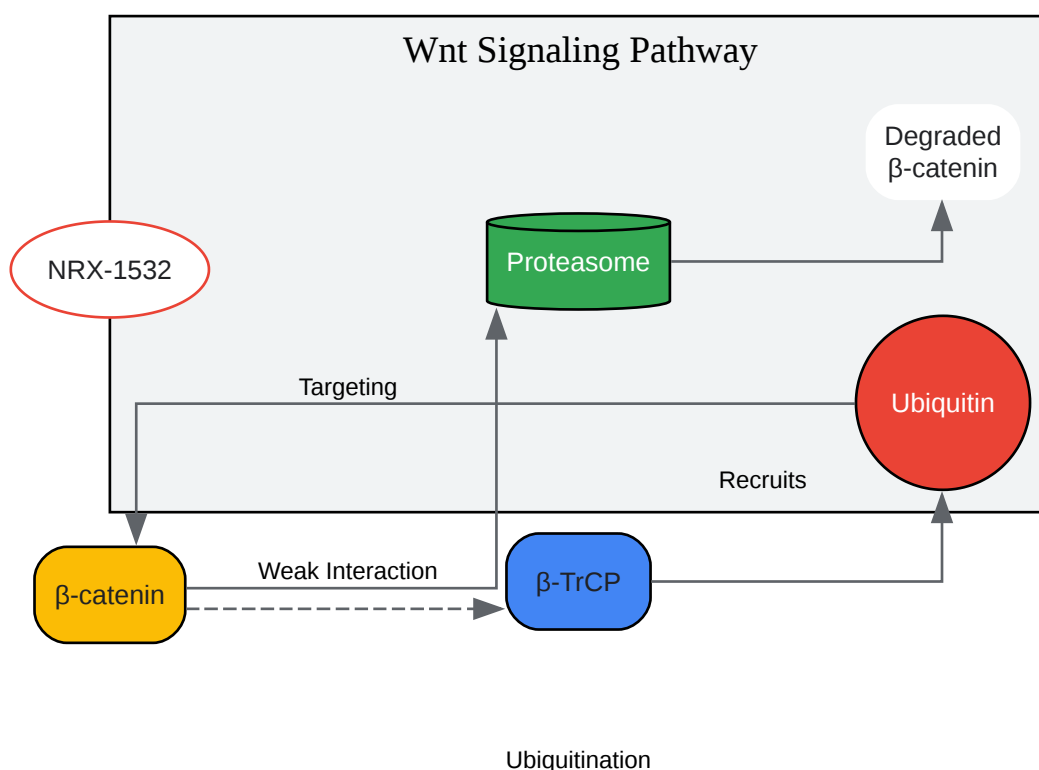 Wnt Signaling Pathway
Degraded
β-catenin
NRX-1532
Proteasome
Targeting
Ubiquitin
Recruits
Weak Interaction
β-catenin
β-TrCP
Ubiquitination